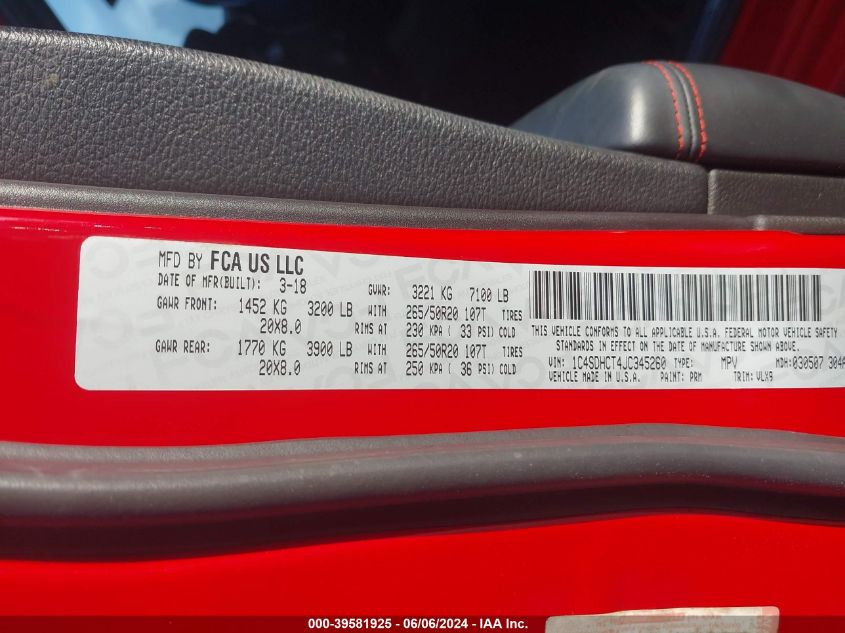 MFD BY FCA US LLC
DATE OF MFR(BUILT): 3-18 GVWR: 3221 KG 7100 LB
GAWR FRONT: 1452 KG 3200 LB WITH 265/50R20 107T TIRES
20X8.0 RIMS AT 230 KPA ( 33 PSI) COLD
GAWR REAR: 1770 KG 3900 LB WITH 265/50R20 107T TIRES
20X8.0 RIMS AT 250 KPA ( 36 PSI) COLD
THIS VEHICLE CONFORMS TO ALL APPLICABLE U.S.A. FEDERAL MOTOR VEHICLE SAFETY
STANDARDS IN EFFECT ON THE DATE OF MANUFACTURE SHOWN ABOVE.
VIN: 1C4SDHCT4JC345260 TYPE: MPV MDH: 030507 304
VEHICLE MADE IN U.S.A. PAINT: PRM TRIM: VLX9
000-39581925 - 06/06/2024 - IAA Inc.